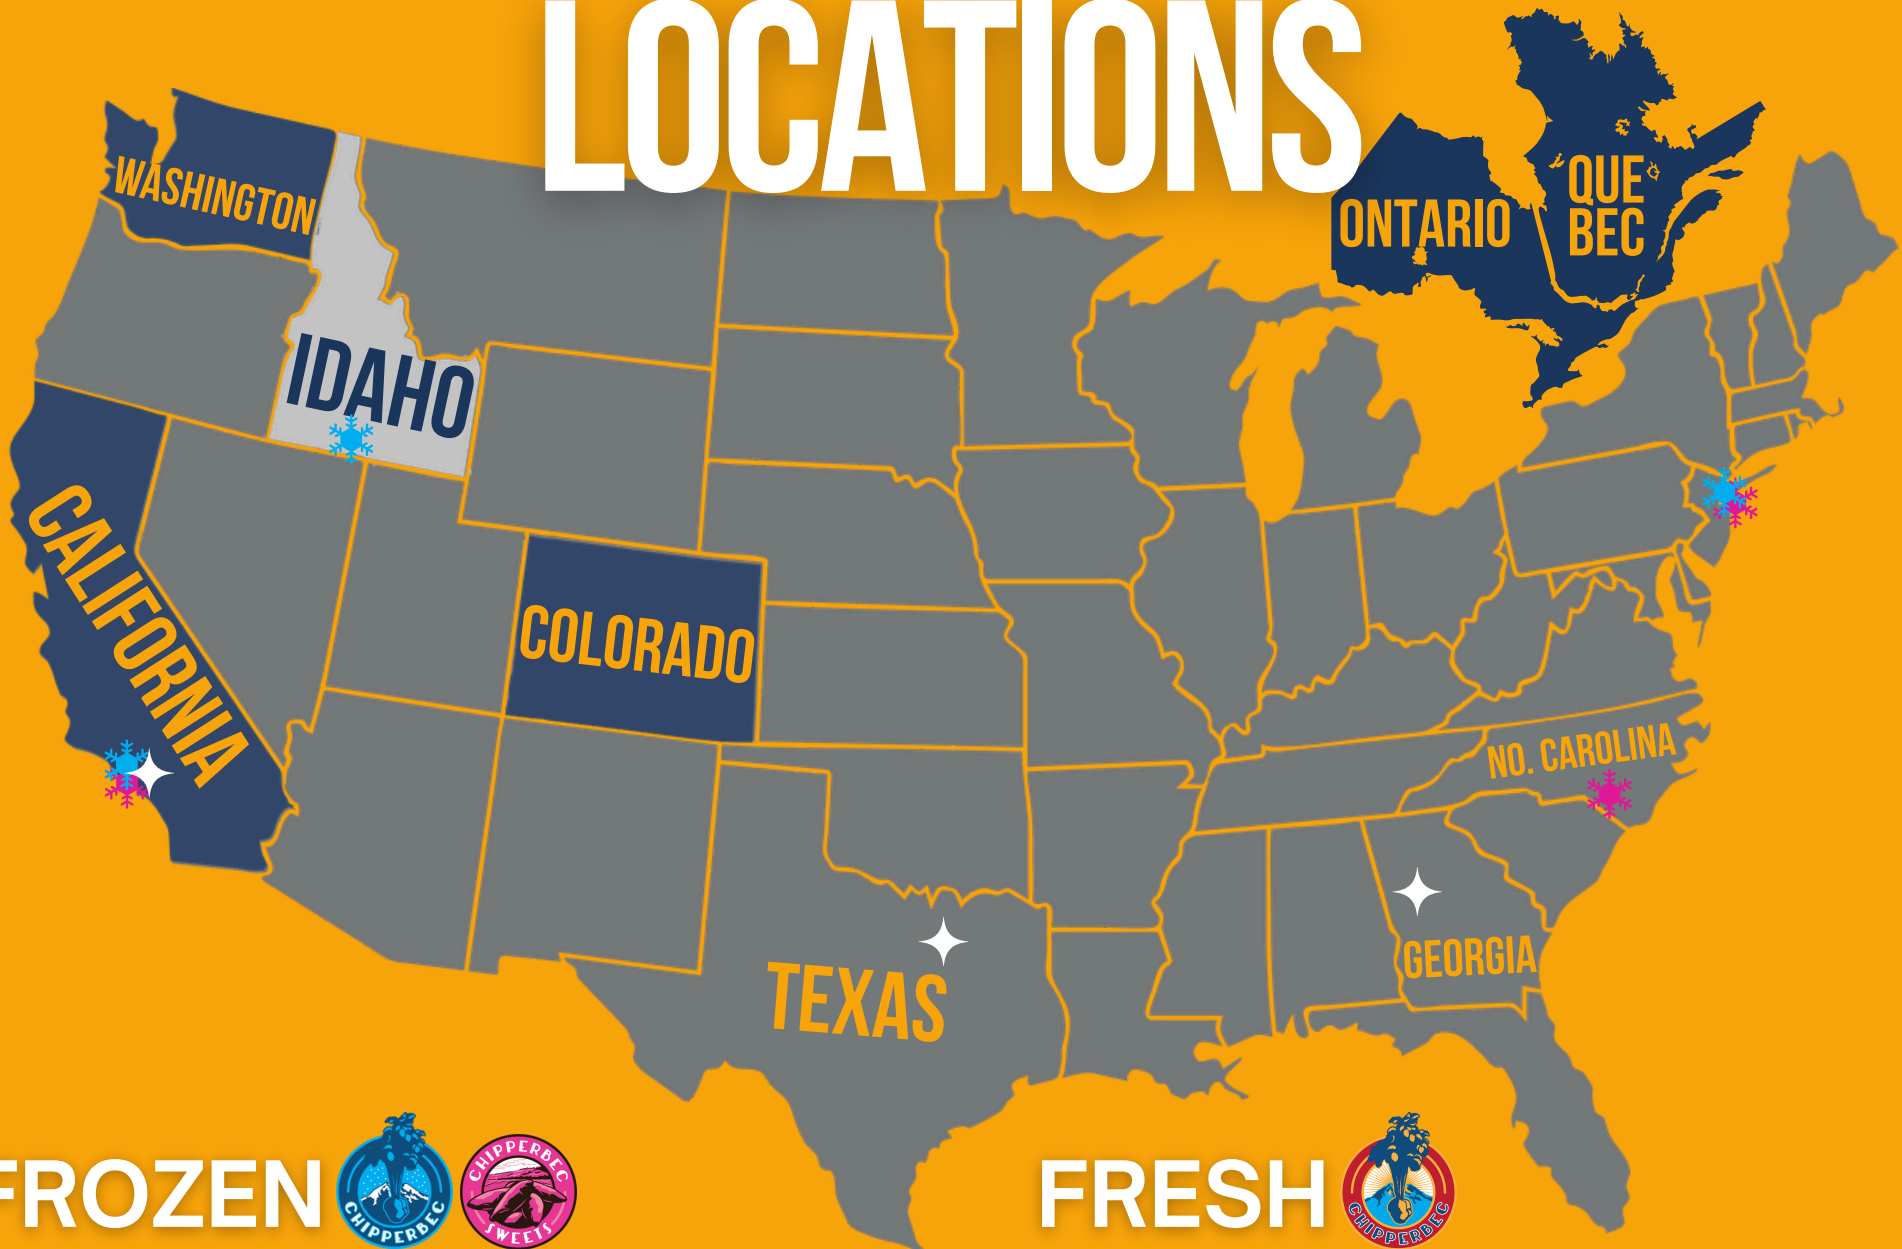 LOCATIONS
WASHINGTON
ONTARIO
QUE
BEC
IDAHO
CALIFORNIA
COLORADO
NO. CAROLINA
GEORGIA
TEXAS
FROZEN
CHIPPERBEC
CHIPPERBEC
SWEETS
FRESH
CHIPPERBEC